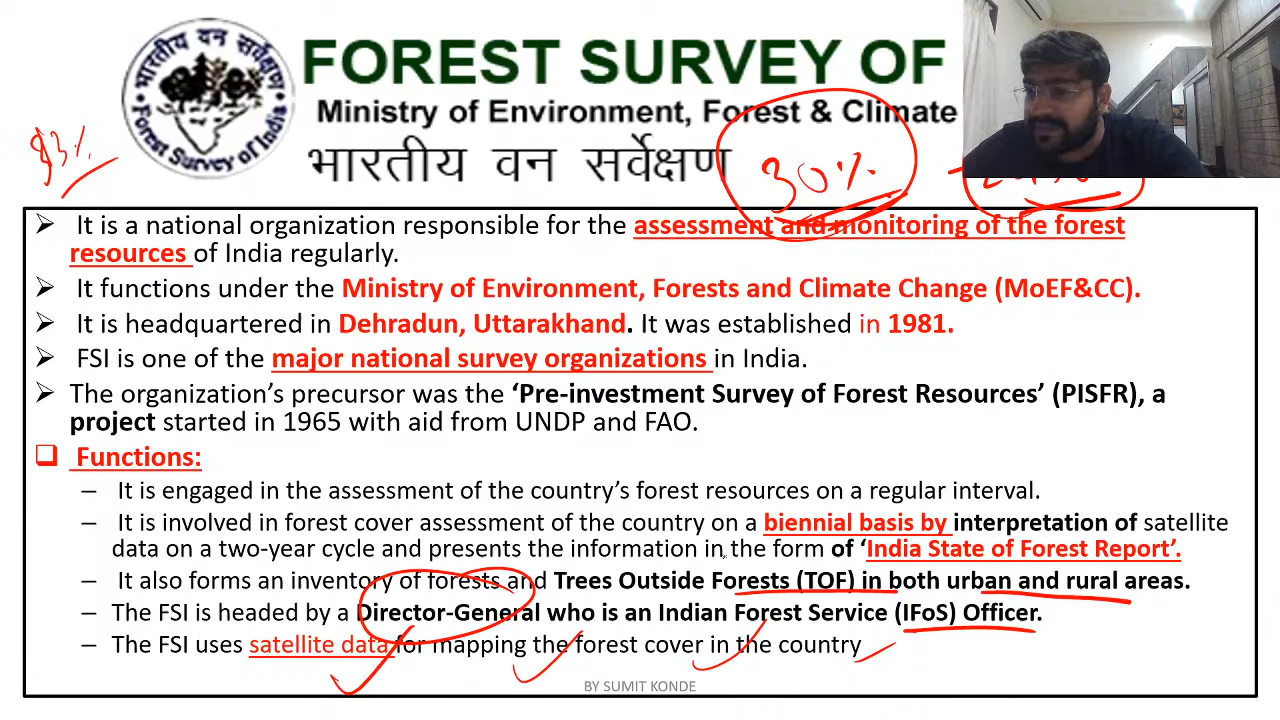 FOREST SURVEY OF
Ministry of Environment, Forest & Climate
भारतीय वन सर्वेक्षण
भारतीय वन सर्वेक्षण
Forest Survey of India
30%
➢ It is a national organization responsible for the assessment and monitoring of the forest
resources of India regularly.
➢ It functions under the Ministry of Environment, Forests and Climate Change (MoEF&CC).
➢ It is headquartered in Dehradun, Uttarakhand. It was established in 1981.
➢ FSI is one of the major national survey organizations in India.
➢ The organization’s precursor was the ‘Pre-investment Survey of Forest Resources’ (PISFR), a
project started in 1965 with aid from UNDP and FAO.
❑ Functions:
– It is engaged in the assessment of the country’s forest resources on a regular interval.
– It is involved in forest cover assessment of the country on a biennial basis by interpretation of satellite
data on a two-year cycle and presents the information in the form of ‘India State of Forest Report’.
– It also forms an inventory of forests and Trees Outside Forests (TOF) in both urban and rural areas.
– The FSI is headed by a Director-General who is an Indian Forest Service (IFoS) Officer.
– The FSI uses satellite data for mapping the forest cover in the country
BY SUMIT KONDE